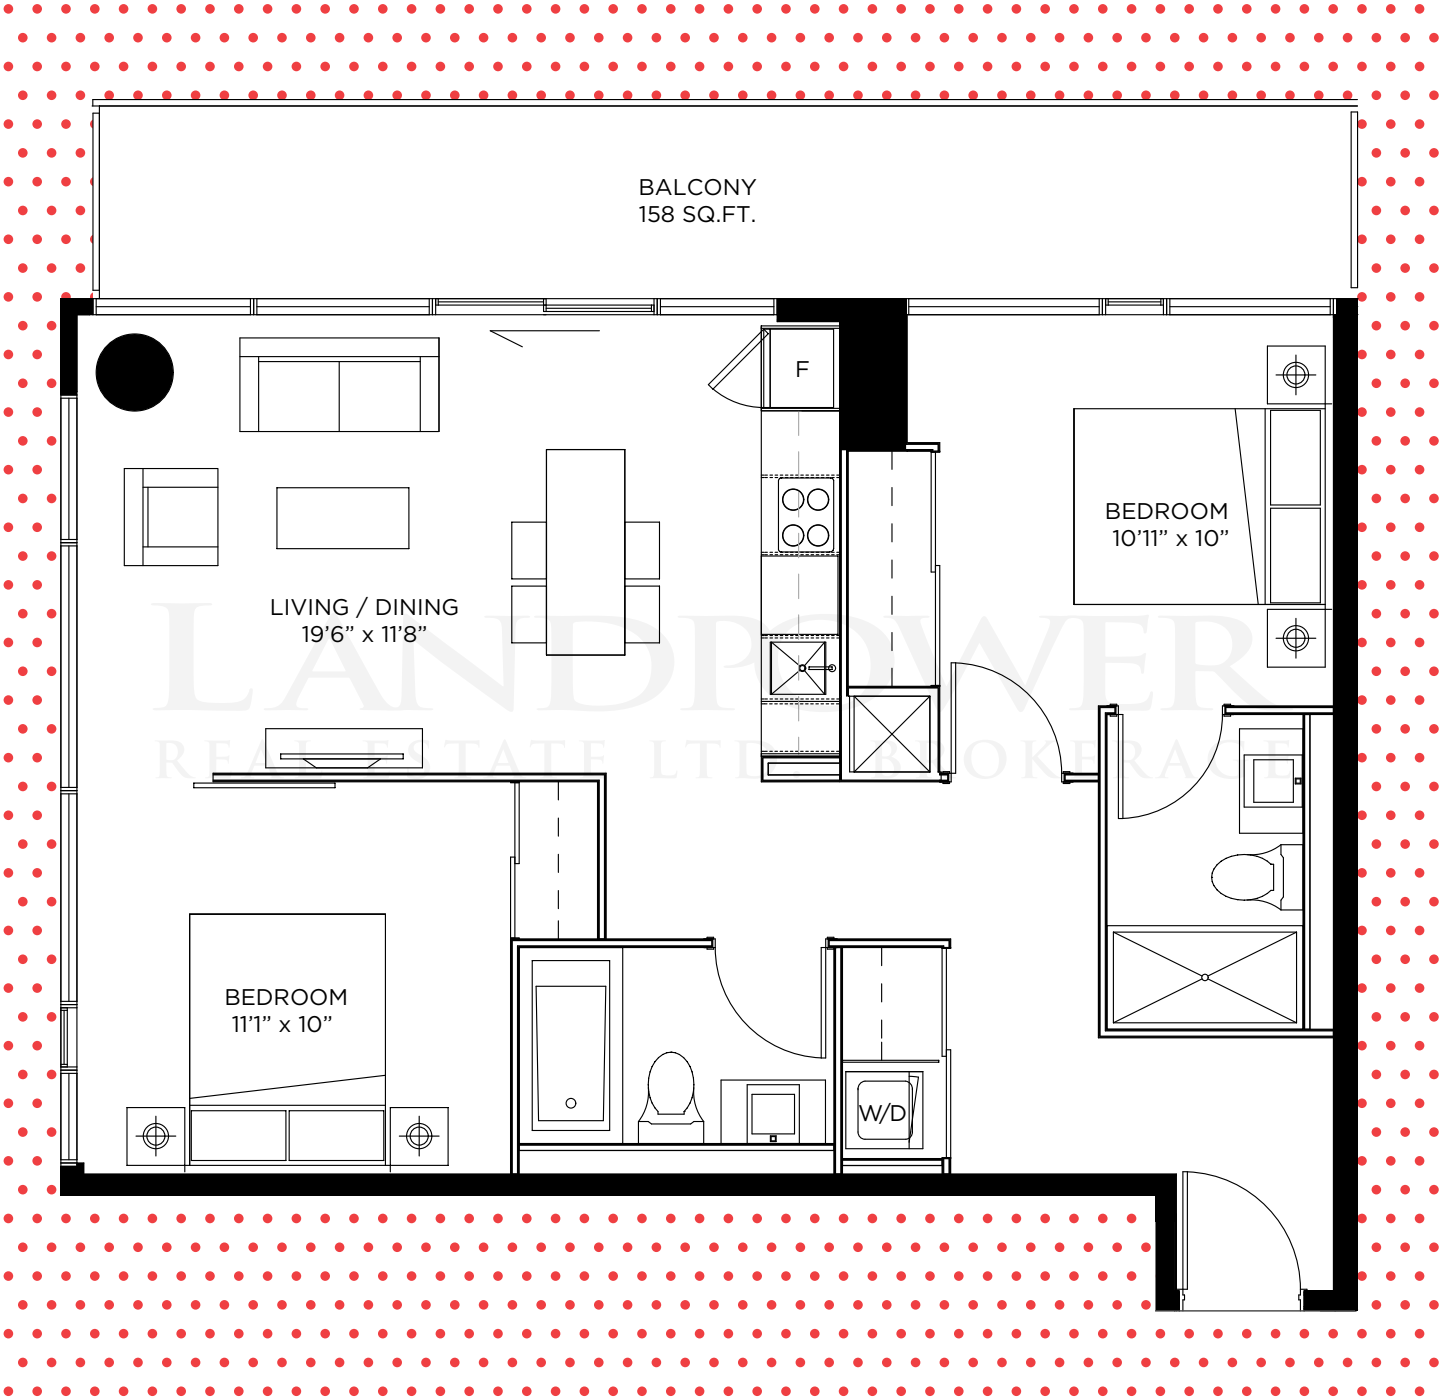 BALCONY
158 SQ.FT.
F
BEDROOM
10’11” x 10”
LIVING / DINING
19’6” x 11’8”
LANDPOWER
REAL ESTATE LTD. BROKERAGE
BEDROOM
11’1” x 10”
W/D